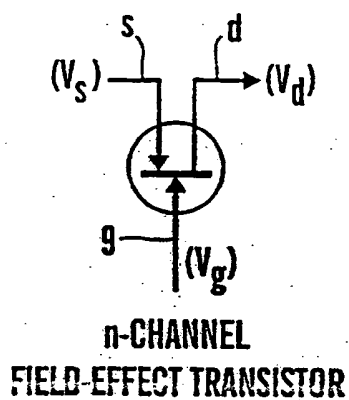 s d
(Vs) (Vd)
g
(Vg)
n-CHANNEL
FIELD-EFFECT TRANSISTOR